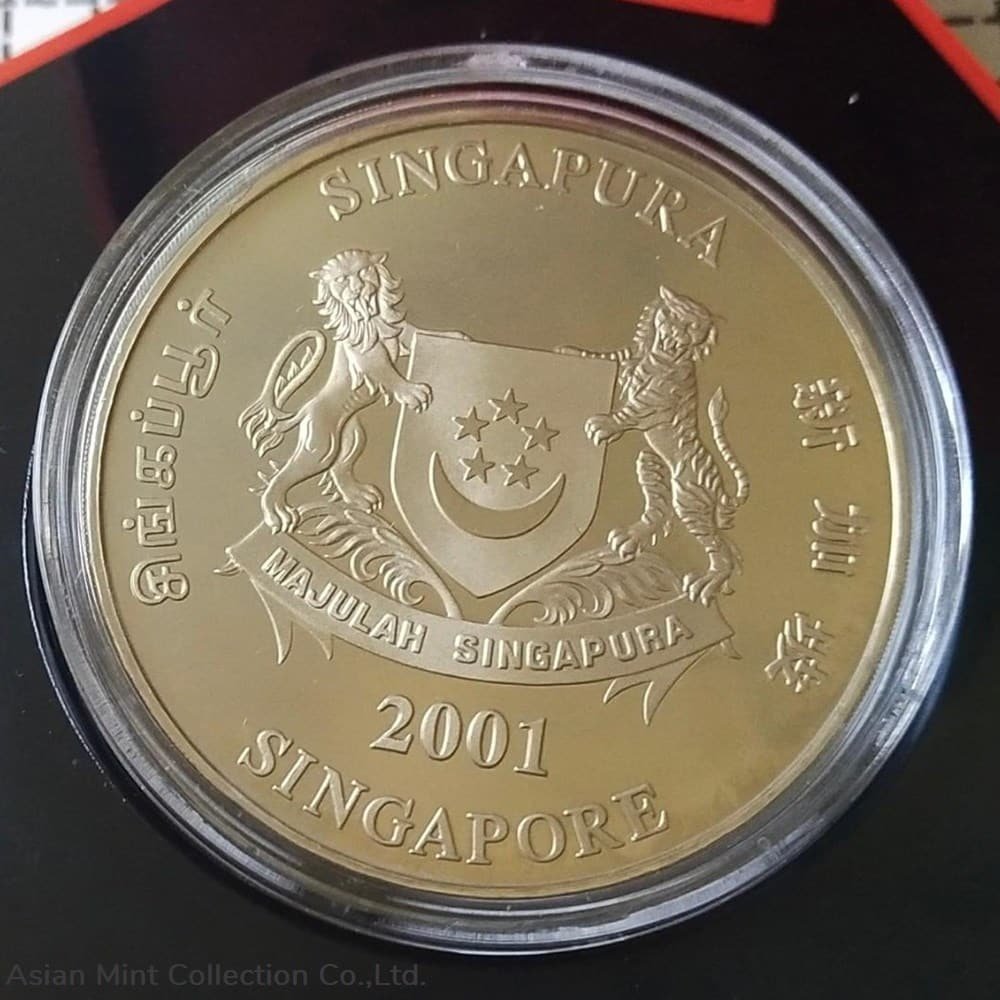 SINGAPURA
சிங்கப்பூர்
新加坡
MAJULAH SINGAPURA
2001
SINGAPORE
Asian Mint Collection Co.,Ltd.